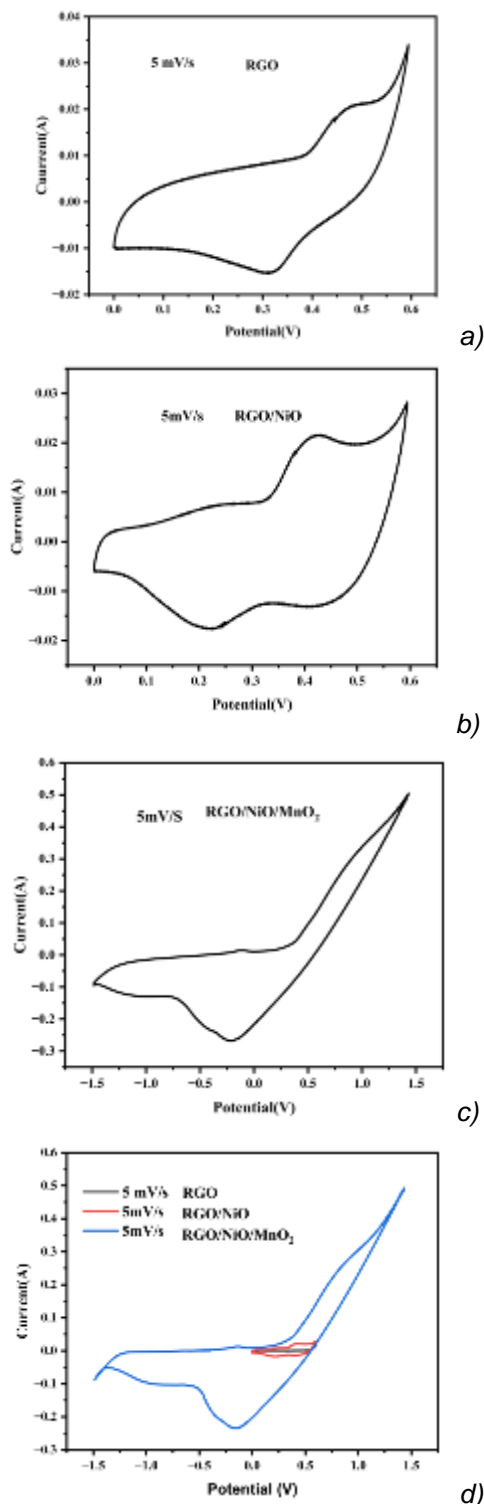 0.04
5 mV/s RGO
0.03
0.02
0.01
0.00
−0.01
−0.02
Cuurrent(A)
0.0 0.1 0.2 0.3 0.4 0.5 0.6
Potential(V)
a)
0.03
5mV/s RGO/NiO
0.02
0.01
0.00
−0.01
−0.02
Current(A)
0.0 0.1 0.2 0.3 0.4 0.5 0.6
Potential(V)
b)
0.6
0.5
5mV/S RGO/NiO/MnO₂
0.4
0.3
0.2
0.1
0.0
−0.1
−0.2
−0.3
Current(A)
−1.5 −1.0 −0.5 0.0 0.5 1.0 1.5
Potential(V)
c)
0.6
5 mV/s RGO
0.5
5mV/s RGO/NiO
5mV/s RGO/NiO/MnO₂
0.4
0.3
0.2
0.1
0.0
−0.1
−0.2
−0.3
Current(A)
−1.5 −1.0 −0.5 0.0 0.5 1.0 1.5
Potential (V)
d)